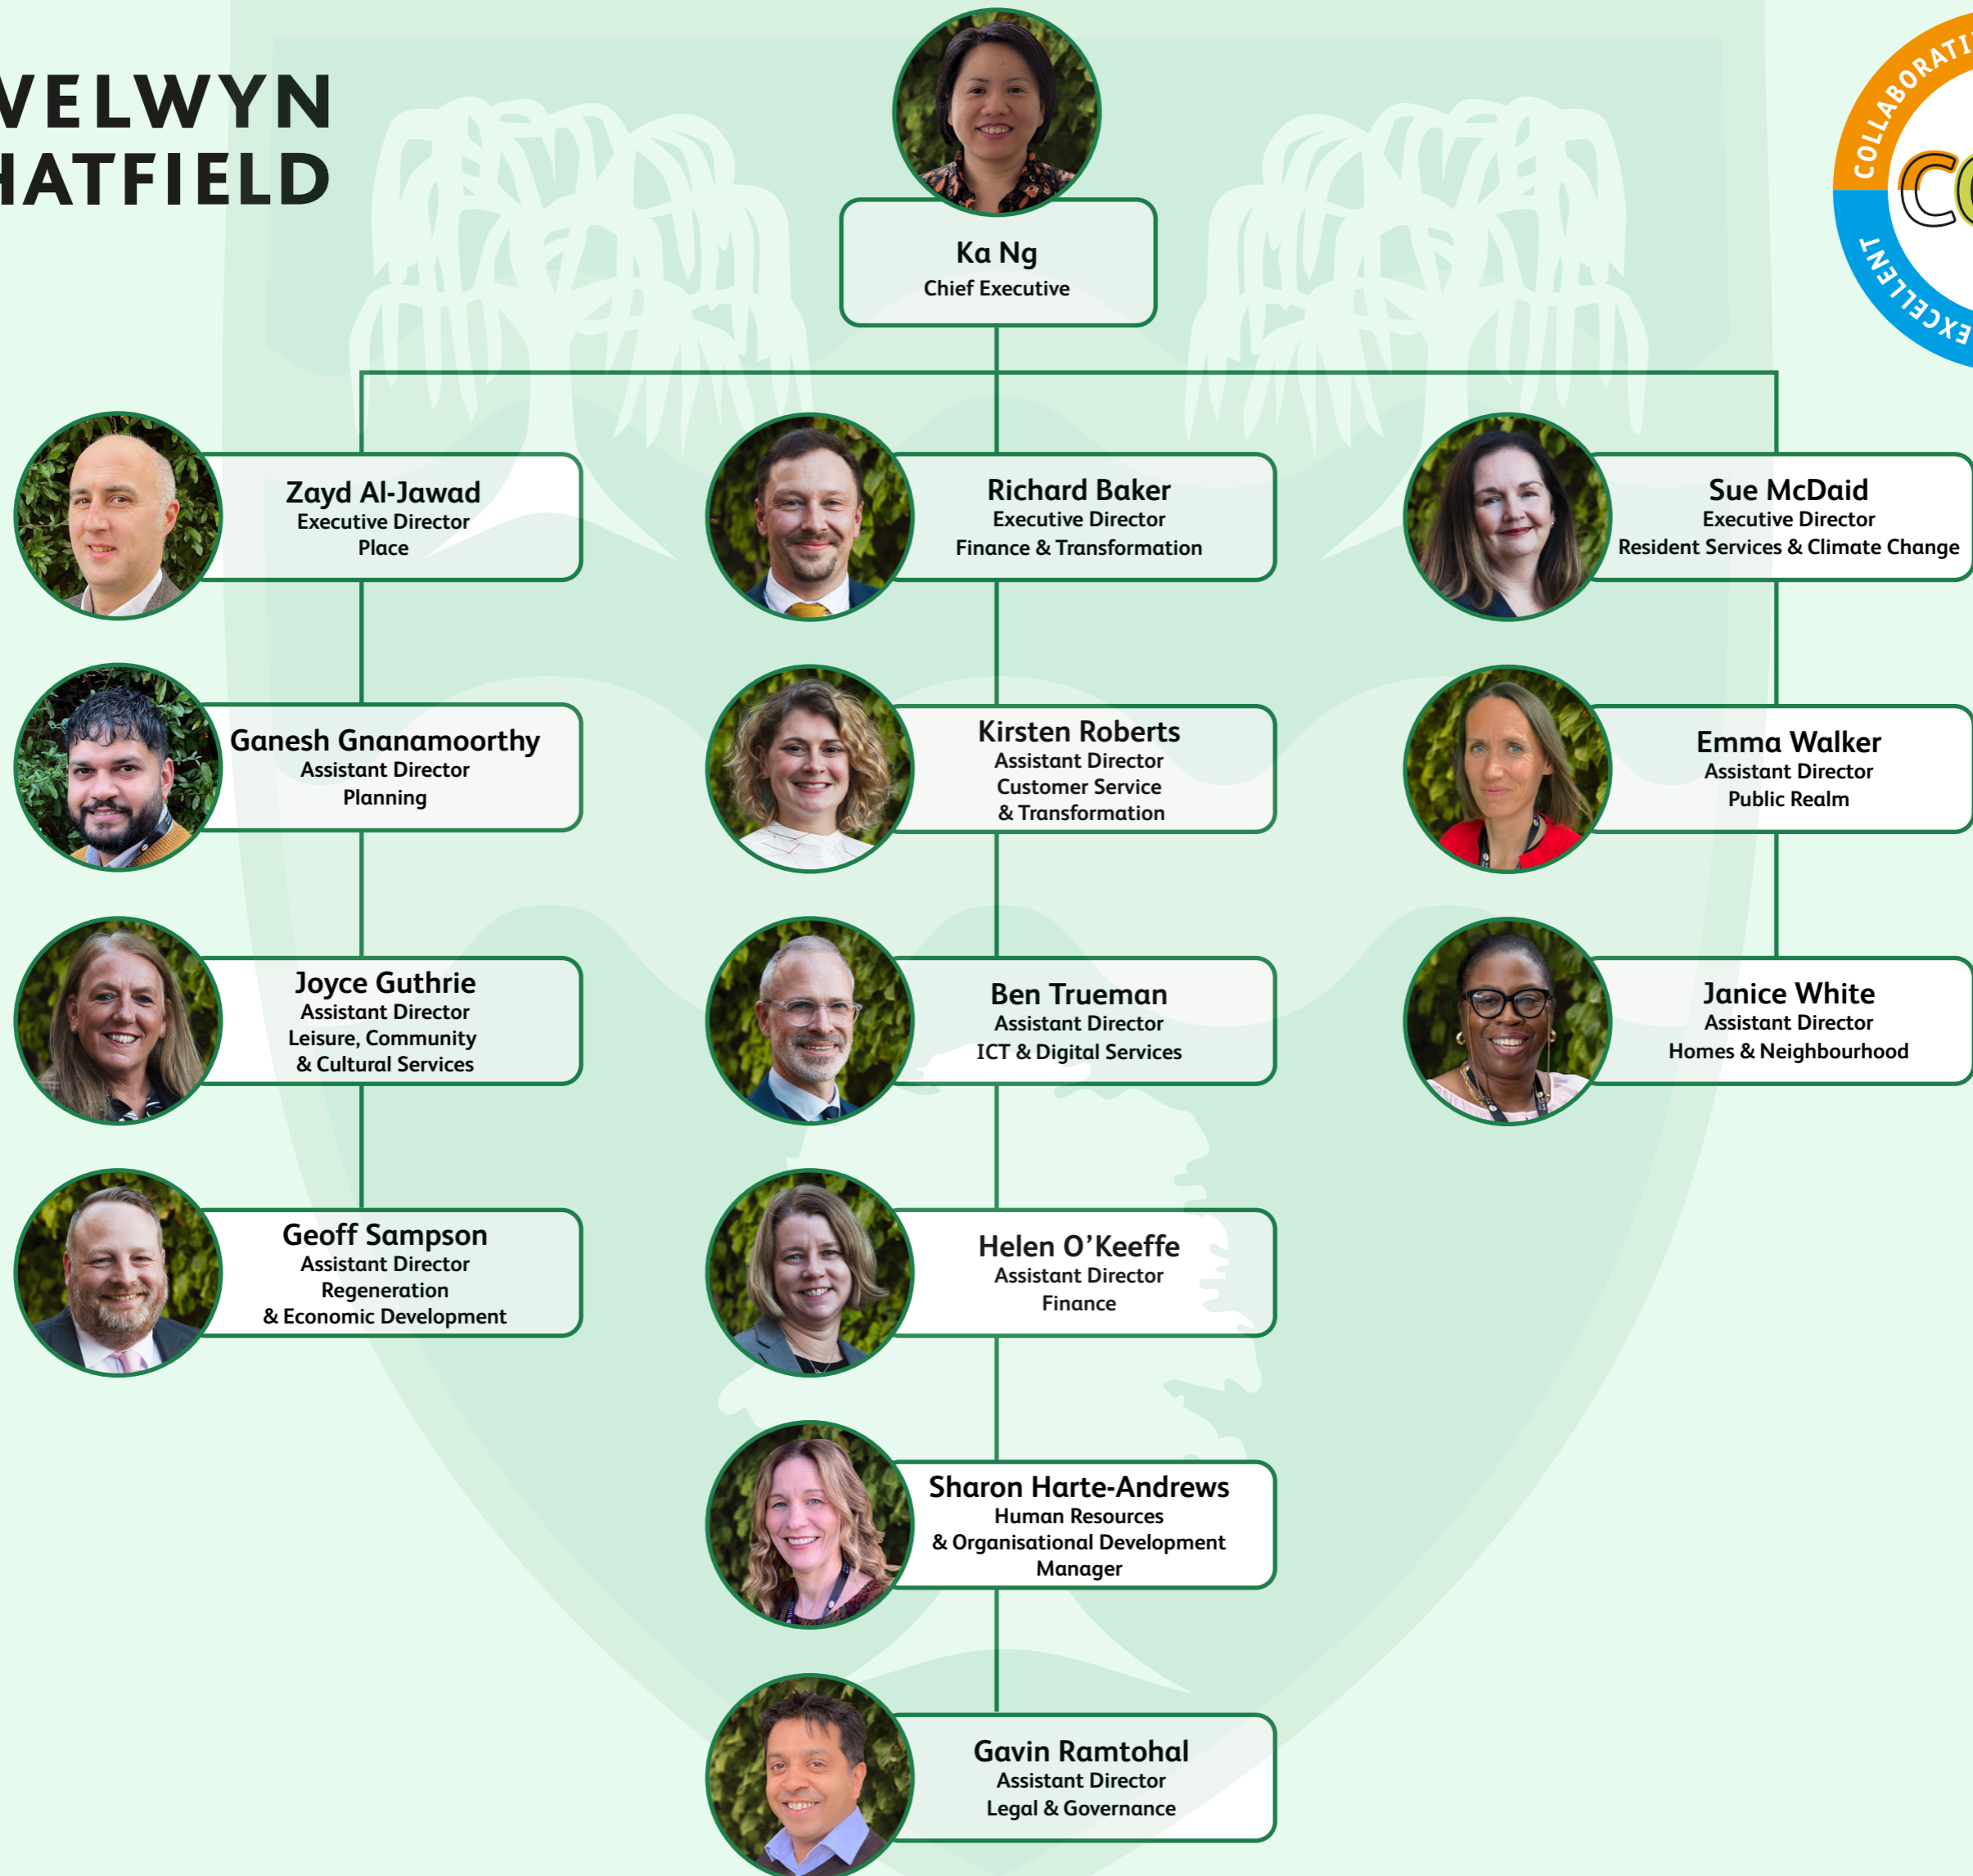 WELWYN
HATFIELD
COLLABORATI
EXCELLENT
Ka Ng
Chief Executive
Zayd Al-Jawad
Executive Director
Place
Richard Baker
Executive Director
Finance & Transformation
Sue McDaid
Executive Director
Resident Services & Climate Change
Ganesh Gnanamoorthy
Assistant Director
Planning
Kirsten Roberts
Assistant Director
Customer Service
& Transformation
Emma Walker
Assistant Director
Public Realm
Joyce Guthrie
Assistant Director
Leisure, Community
& Cultural Services
Ben Trueman
Assistant Director
ICT & Digital Services
Janice White
Assistant Director
Homes & Neighbourhood
Geoff Sampson
Assistant Director
Regeneration
& Economic Development
Helen O’Keeffe
Assistant Director
Finance
Sharon Harte-Andrews
Human Resources
& Organisational Development
Manager
Gavin Ramtohal
Assistant Director
Legal & Governance